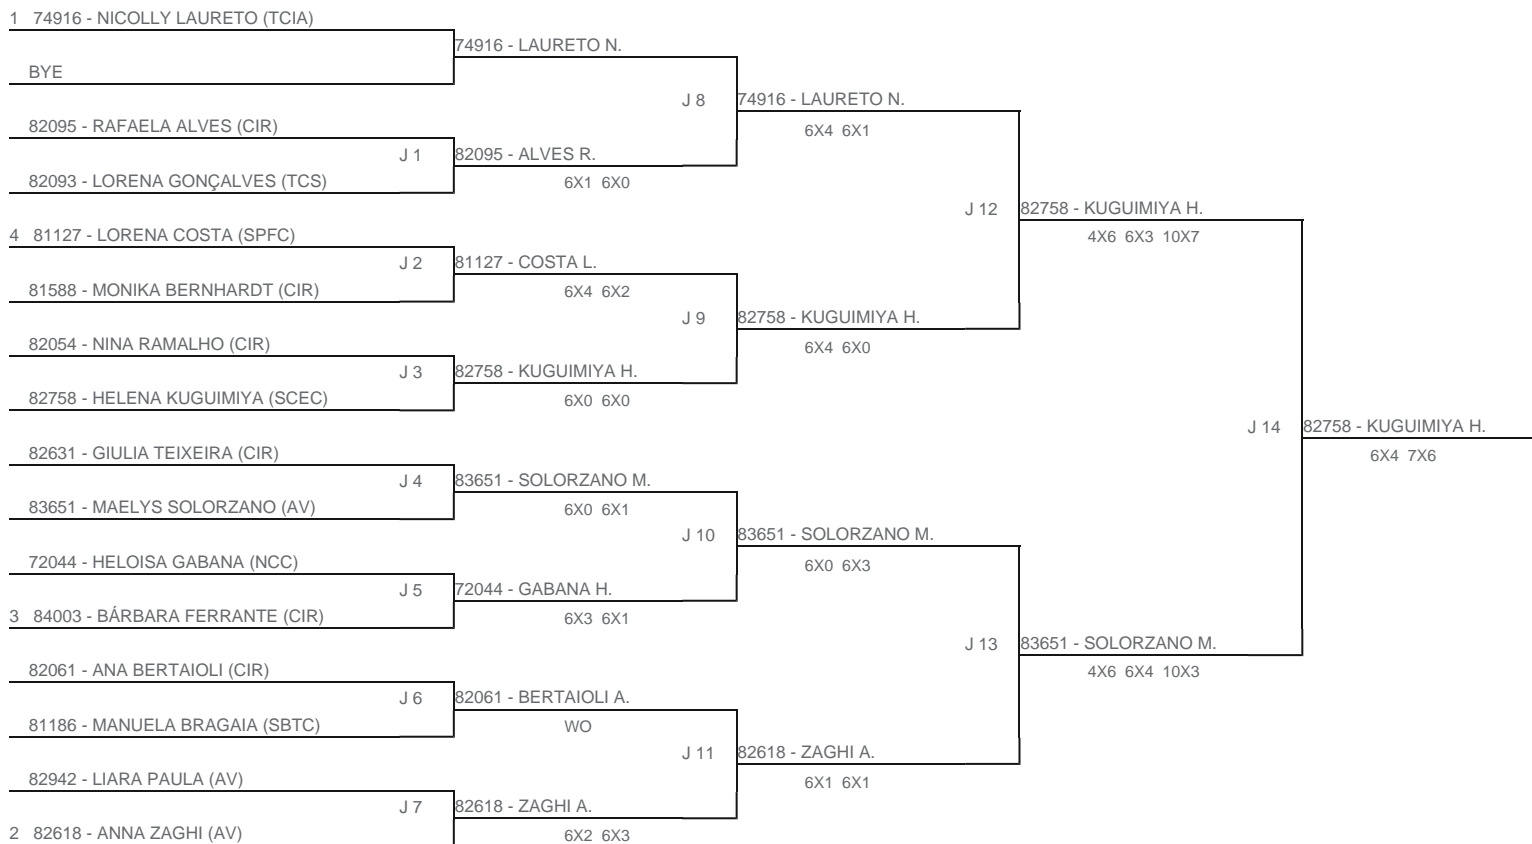 1 74916 - NICOLLY LAURETO (TCIA)
74916 - LAURETO N.
BYE
J 8
74916 - LAURETO N.
82095 - RAFAELA ALVES (CIR)
6X4 6X1
J 1
82095 - ALVES R.
82093 - LORENA GONÇALVES (TCS)
6X1 6X0
J 12
82758 - KUGUIMIYA H.
4 81127 - LORENA COSTA (SPFC)
4X6 6X3 10X7
J 2
81127 - COSTA L.
81588 - MONIKA BERNHARDT (CIR)
6X4 6X2
J 9
82758 - KUGUIMIYA H.
82054 - NINA RAMALHO (CIR)
6X4 6X0
J 3
82758 - KUGUIMIYA H.
82758 - HELENA KUGUIMIYA (SCEC)
6X0 6X0
J 14
82758 - KUGUIMIYA H.
82631 - GIULIA TEIXEIRA (CIR)
6X4 7X6
J 4
83651 - SOLORZANO M.
83651 - MAELYS SOLORZANO (AV)
6X0 6X1
J 10
83651 - SOLORZANO M.
72044 - HELOISA GABANA (NCC)
6X0 6X3
J 5
72044 - GABANA H.
3 84003 - BÁRBARA FERRANTE (CIR)
6X3 6X1
J 13
83651 - SOLORZANO M.
82061 - ANA BERTAIOLI (CIR)
4X6 6X4 10X3
J 6
82061 - BERTAIOLI A.
81186 - MANUELA BRAGAIA (SBTC)
WO
J 11
82618 - ZAGHI A.
82942 - LIARA PAULA (AV)
6X1 6X1
J 7
82618 - ZAGHI A.
2 82618 - ANNA ZAGHI (AV)
6X2 6X3